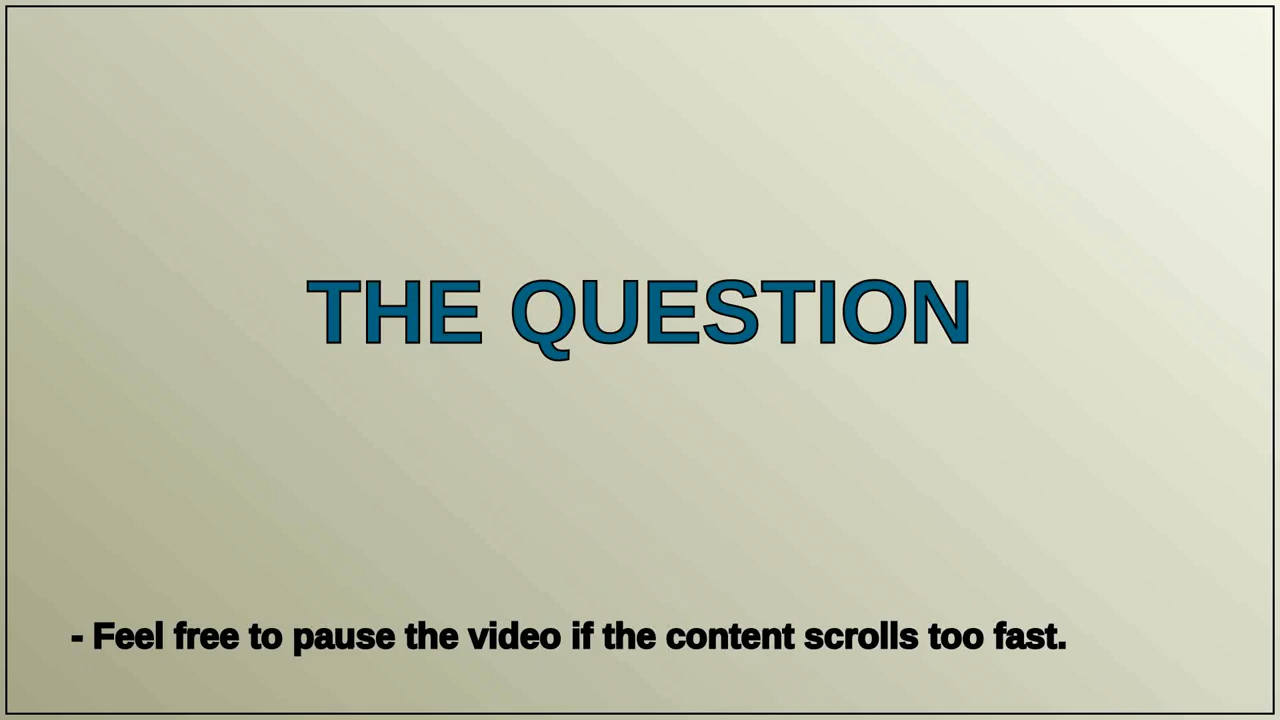 THE QUESTION
- Feel free to pause the video if the content scrolls too fast.